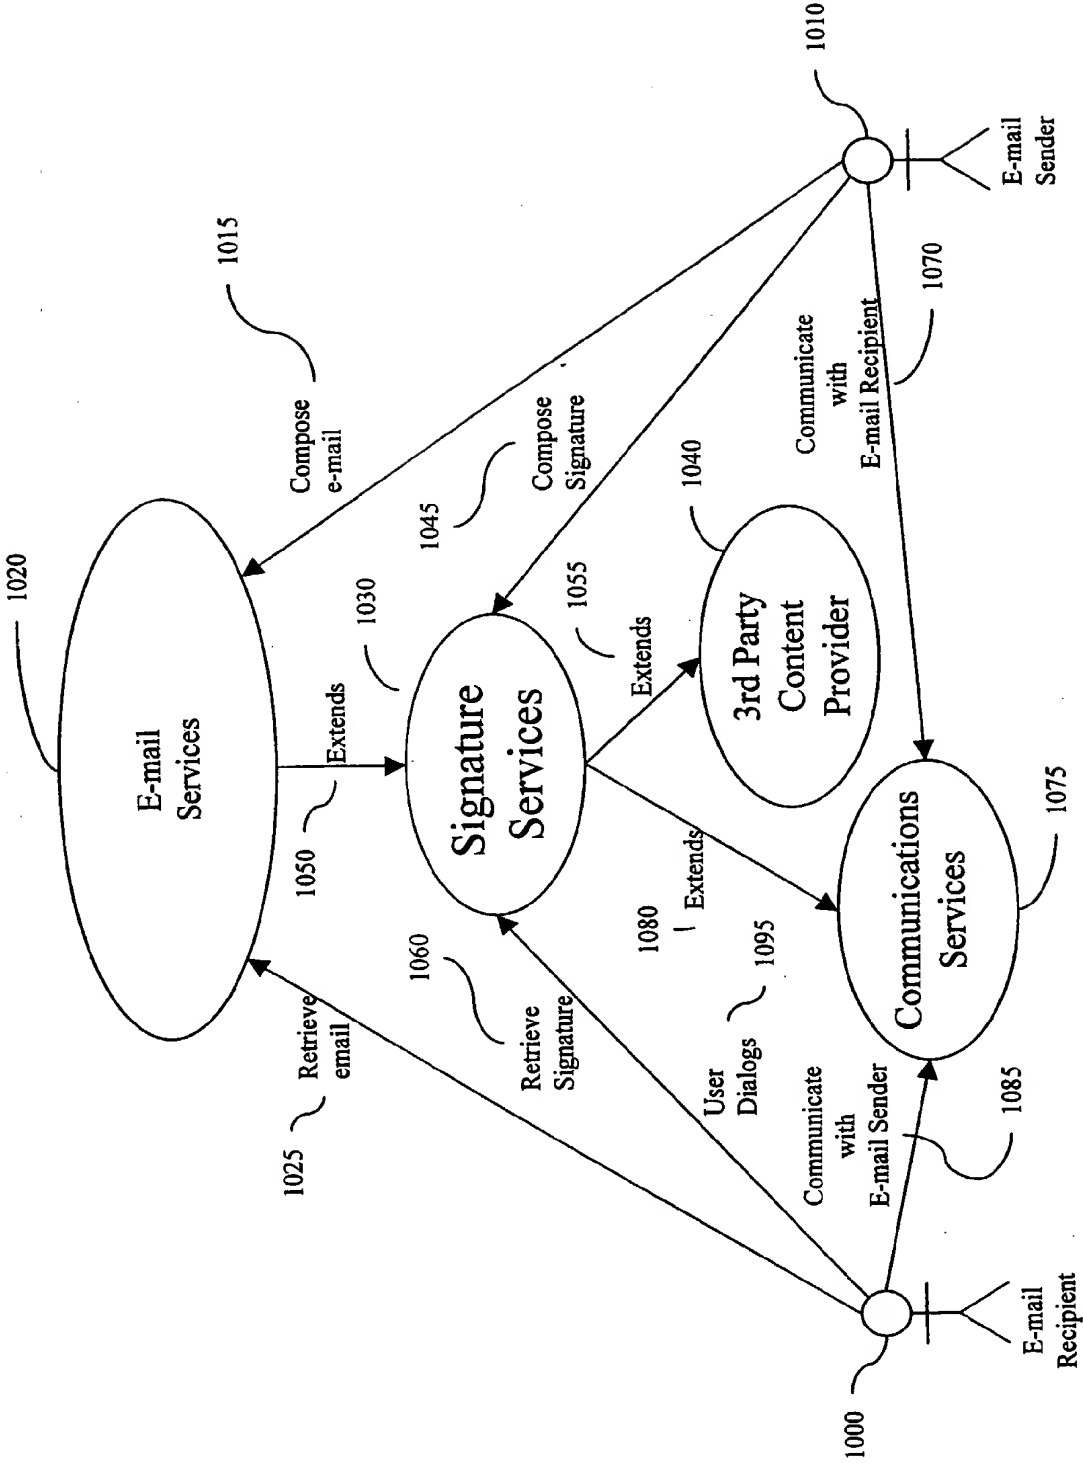 1020
E-mail
Services
1015
Compose
e-mail
1050
Extends
1030
1025
Retrieve
email
1045
Compose
Signature
Signature
Services
1060
Retrieve
Signature
1055
Extends
1040
3rd Party
Content
Provider
1080
Extends
1095
User
Dialogs
Communicate
with
E-mail Recipient
1070
1010
E-mail
Sender
Communications
Services
1075
Communicate
with
E-mail Sender
1085
1000
E-mail
Recipient